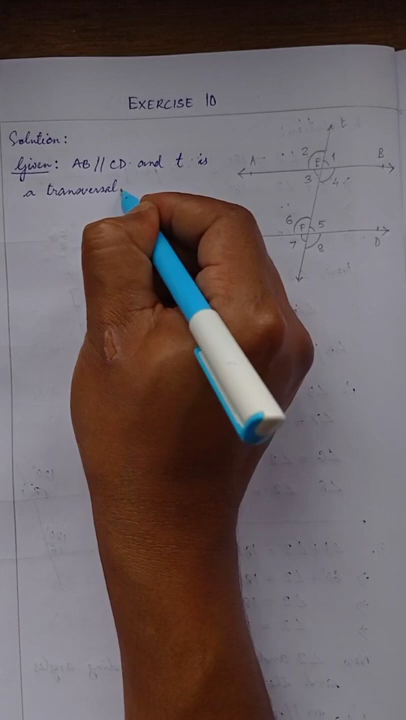 EXERCISE 10
Solution:
Given: AB // CD and t is
a transversal
t
2 E 1
A B
3 4
6 F 5
7 8 D